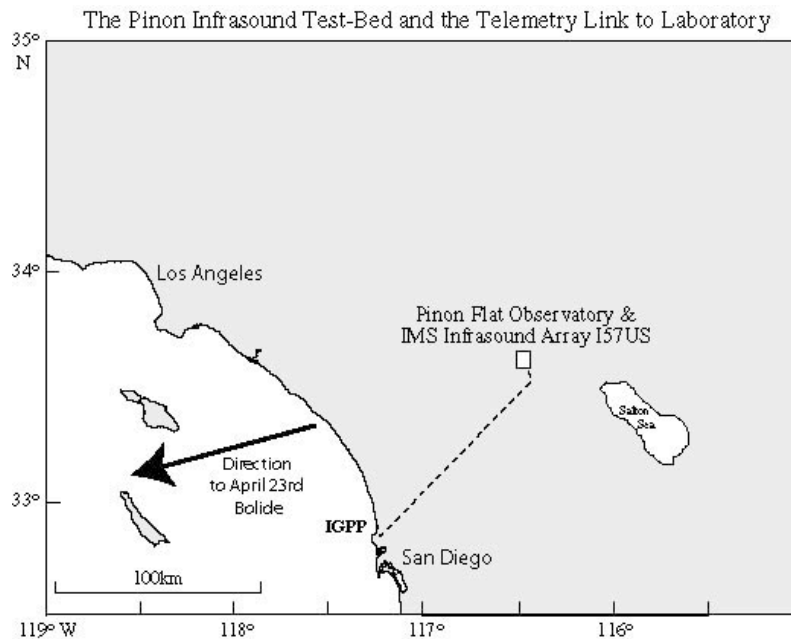 The Pinon Infrasound Test-Bed and the Telemetry Link to Laboratory
35°
N
34°
Los Angeles
Pinon Flat Observatory &
IMS Infrasound Array I57US
Salton
Sea
Direction
to April 23rd
Bolide
33°
IGPP
San Diego
100km
119° W
118°
117°
116°